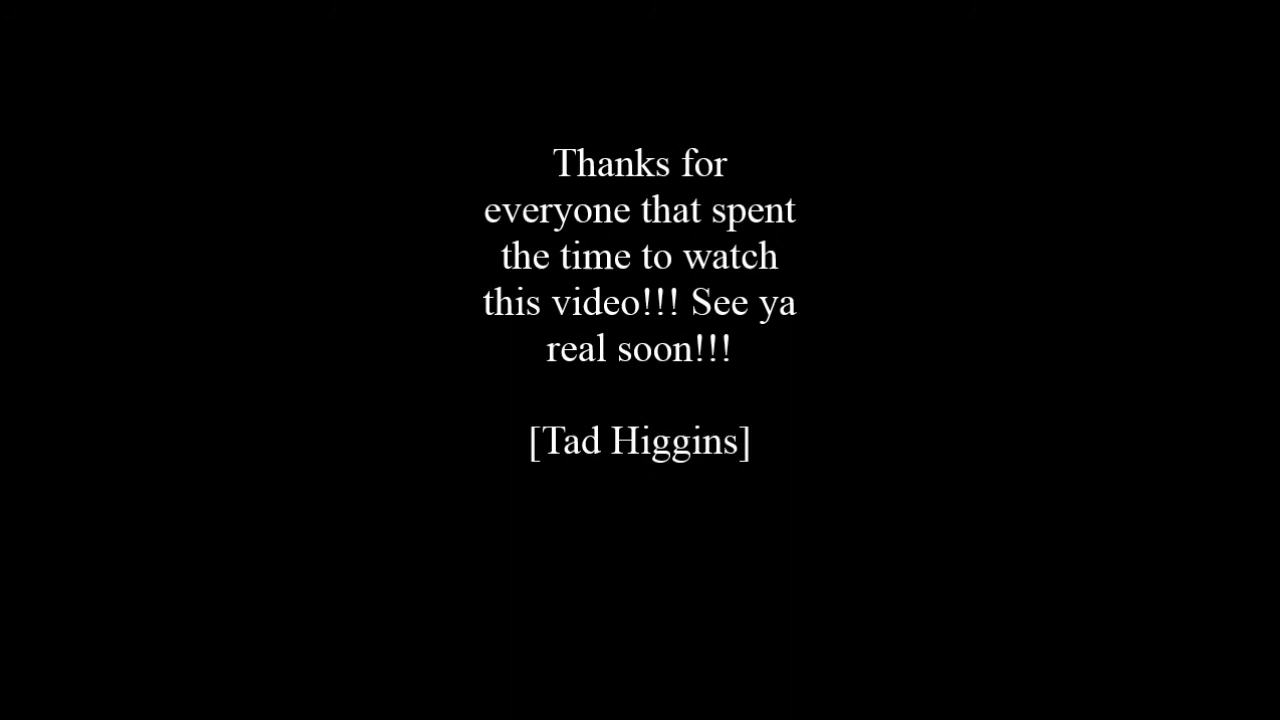 Thanks for
everyone that spent
the time to watch
this video!!! See ya
real soon!!!
[Tad Higgins]